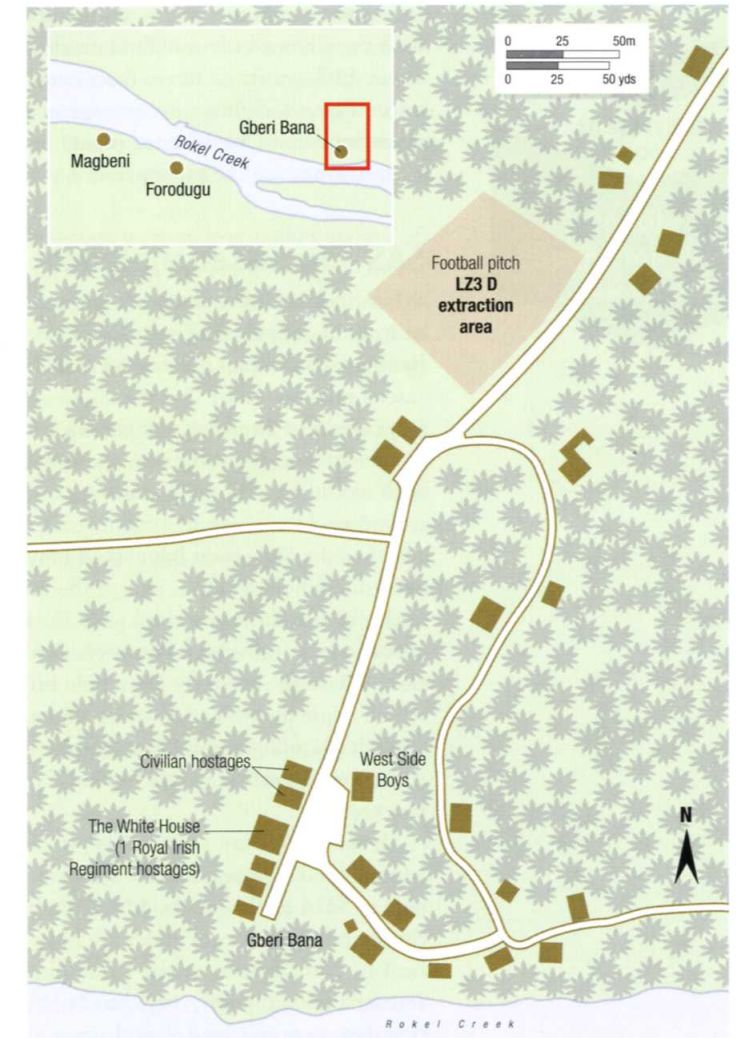 0 25 50m
0 25 50 yds
Gberi Bana
Rokel Creek
Magbeni
Forodugu
Football pitch
LZ3 D
extraction
area
Civilian hostages
West Side
Boys
The White House
(1 Royal Irish
Regiment hostages)
N
Gberi Bana
Rokel Creek